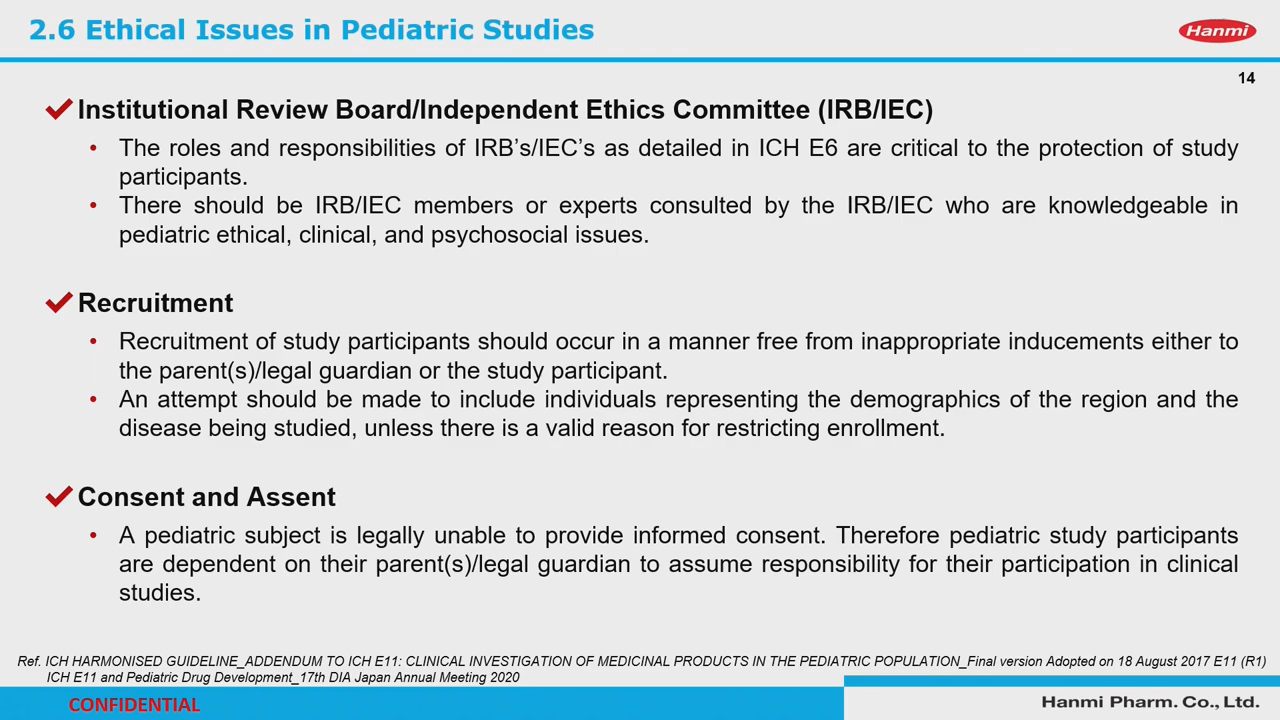 2.6 Ethical Issues in Pediatric Studies
Hanmi
14
Institutional Review Board/Independent Ethics Committee (IRB/IEC)
• The roles and responsibilities of IRB’s/IEC’s as detailed in ICH E6 are critical to the protection of study
participants.
• There should be IRB/IEC members or experts consulted by the IRB/IEC who are knowledgeable in
pediatric ethical, clinical, and psychosocial issues.
Recruitment
• Recruitment of study participants should occur in a manner free from inappropriate inducements either to
the parent(s)/legal guardian or the study participant.
• An attempt should be made to include individuals representing the demographics of the region and the
disease being studied, unless there is a valid reason for restricting enrollment.
Consent and Assent
• A pediatric subject is legally unable to provide informed consent. Therefore pediatric study participants
are dependent on their parent(s)/legal guardian to assume responsibility for their participation in clinical
studies.
Ref. ICH HARMONISED GUIDELINE_ADDENDUM TO ICH E11: CLINICAL INVESTIGATION OF MEDICINAL PRODUCTS IN THE PEDIATRIC POPULATION_Final version Adopted on 18 August 2017 E11 (R1)
ICH E11 and Pediatric Drug Development_17th DIA Japan Annual Meeting 2020
CONFIDENTIAL
Hanmi Pharm. Co., Ltd.